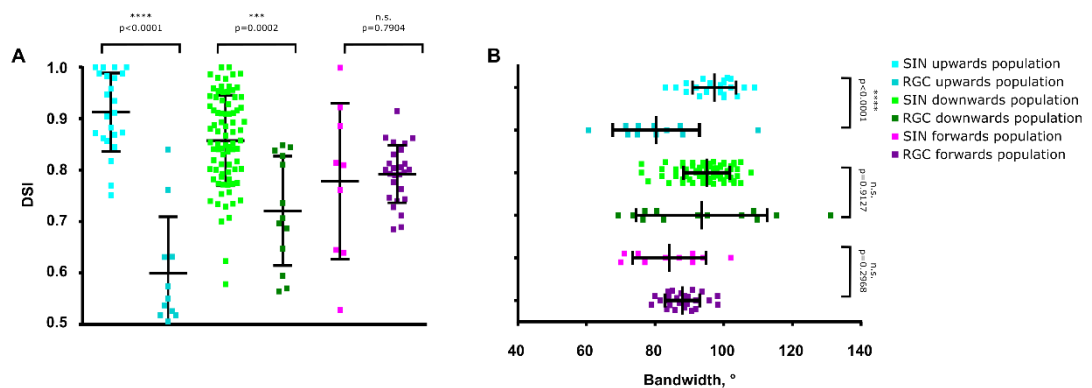 ****
p<0.0001
***
p=0.0002
n.s.
p=0.7904
A
DSI
1.0
0.9
0.8
0.7
0.6
0.5
B
****
p<0.0001
n.s.
p=0.9127
n.s.
p=0.2968
40
60
80
100
120
140
Bandwidth, °
SIN upwards population
RGC upwards population
SIN downwards population
RGC downwards population
SIN forwards population
RGC forwards population